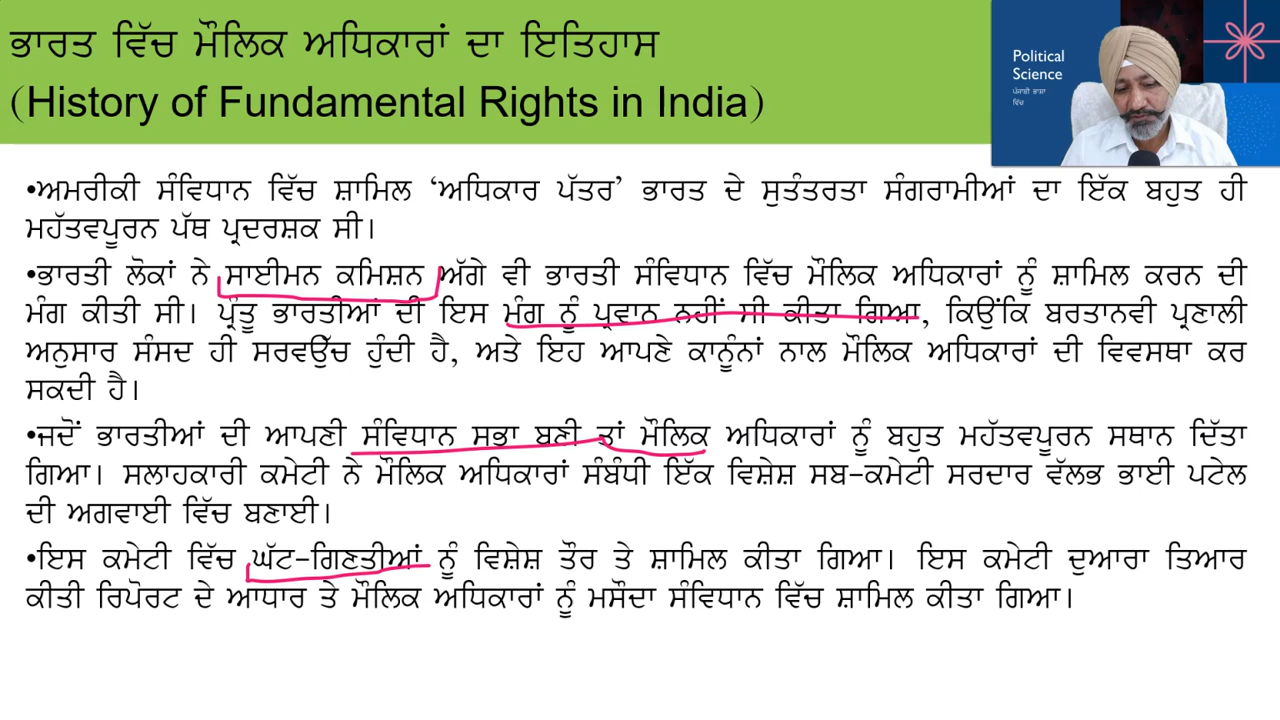 ਭਾਰਤ ਵਿੱਚ ਮੌਲਿਕ ਅਧਿਕਾਰਾਂ ਦਾ ਇਤਿਹਾਸ
(History of Fundamental Rights in India)
Political
Science
ਪੰਜਾਬੀ ਭਾਸ਼ਾ
ਵਿੱਚ
•ਅਮਰੀਕੀ ਸੰਵਿਧਾਨ ਵਿੱਚ ਸ਼ਾਮਿਲ ‘ਅਧਿਕਾਰ ਪੱਤਰ’ ਭਾਰਤ ਦੇ ਸੁਤੰਤਰਤਾ ਸੰਗਰਾਮੀਆਂ ਦਾ ਇੱਕ ਬਹੁਤ ਹੀ
ਮਹੱਤਵਪੂਰਨ ਪੱਥ ਪ੍ਰਦਰਸ਼ਕ ਸੀ।
•ਭਾਰਤੀ ਲੋਕਾਂ ਨੇ ਸਾਈਮਨ ਕਮਿਸ਼ਨ ਅੱਗੇ ਵੀ ਭਾਰਤੀ ਸੰਵਿਧਾਨ ਵਿੱਚ ਮੌਲਿਕ ਅਧਿਕਾਰਾਂ ਨੂੰ ਸ਼ਾਮਿਲ ਕਰਨ ਦੀ
ਮੰਗ ਕੀਤੀ ਸੀ। ਪ੍ਰੰਤੂ ਭਾਰਤੀਆਂ ਦੀ ਇਸ ਮੰਗ ਨੂੰ ਪ੍ਰਵਾਨ ਨਹੀਂ ਸੀ ਕੀਤਾ ਗਿਆ, ਕਿਉਂਕਿ ਬਰਤਾਨਵੀ ਪ੍ਰਣਾਲੀ
ਅਨੁਸਾਰ ਸੰਸਦ ਹੀ ਸਰਵਉੱਚ ਹੁੰਦੀ ਹੈ, ਅਤੇ ਇਹ ਆਪਣੇ ਕਾਨੂੰਨਾਂ ਨਾਲ ਮੌਲਿਕ ਅਧਿਕਾਰਾਂ ਦੀ ਵਿਵਸਥਾ ਕਰ
ਸਕਦੀ ਹੈ।
•ਜਦੋਂ ਭਾਰਤੀਆਂ ਦੀ ਆਪਣੀ ਸੰਵਿਧਾਨ ਸਭਾ ਬਣੀ ਤਾਂ ਮੌਲਿਕ ਅਧਿਕਾਰਾਂ ਨੂੰ ਬਹੁਤ ਮਹੱਤਵਪੂਰਨ ਸਥਾਨ ਦਿੱਤਾ
ਗਿਆ। ਸਲਾਹਕਾਰੀ ਕਮੇਟੀ ਨੇ ਮੌਲਿਕ ਅਧਿਕਾਰਾਂ ਸੰਬੰਧੀ ਇੱਕ ਵਿਸ਼ੇਸ਼ ਸਬ-ਕਮੇਟੀ ਸਰਦਾਰ ਵੱਲਭ ਭਾਈ ਪਟੇਲ
ਦੀ ਅਗਵਾਈ ਵਿੱਚ ਬਣਾਈ।
•ਇਸ ਕਮੇਟੀ ਵਿੱਚ ਘੱਟ-ਗਿਣਤੀਆਂ ਨੂੰ ਵਿਸ਼ੇਸ਼ ਤੌਰ ਤੇ ਸ਼ਾਮਿਲ ਕੀਤਾ ਗਿਆ। ਇਸ ਕਮੇਟੀ ਦੁਆਰਾ ਤਿਆਰ
ਕੀਤੀ ਰਿਪੋਰਟ ਦੇ ਆਧਾਰ ਤੇ ਮੌਲਿਕ ਅਧਿਕਾਰਾਂ ਨੂੰ ਮਸੌਦਾ ਸੰਵਿਧਾਨ ਵਿੱਚ ਸ਼ਾਮਿਲ ਕੀਤਾ ਗਿਆ।